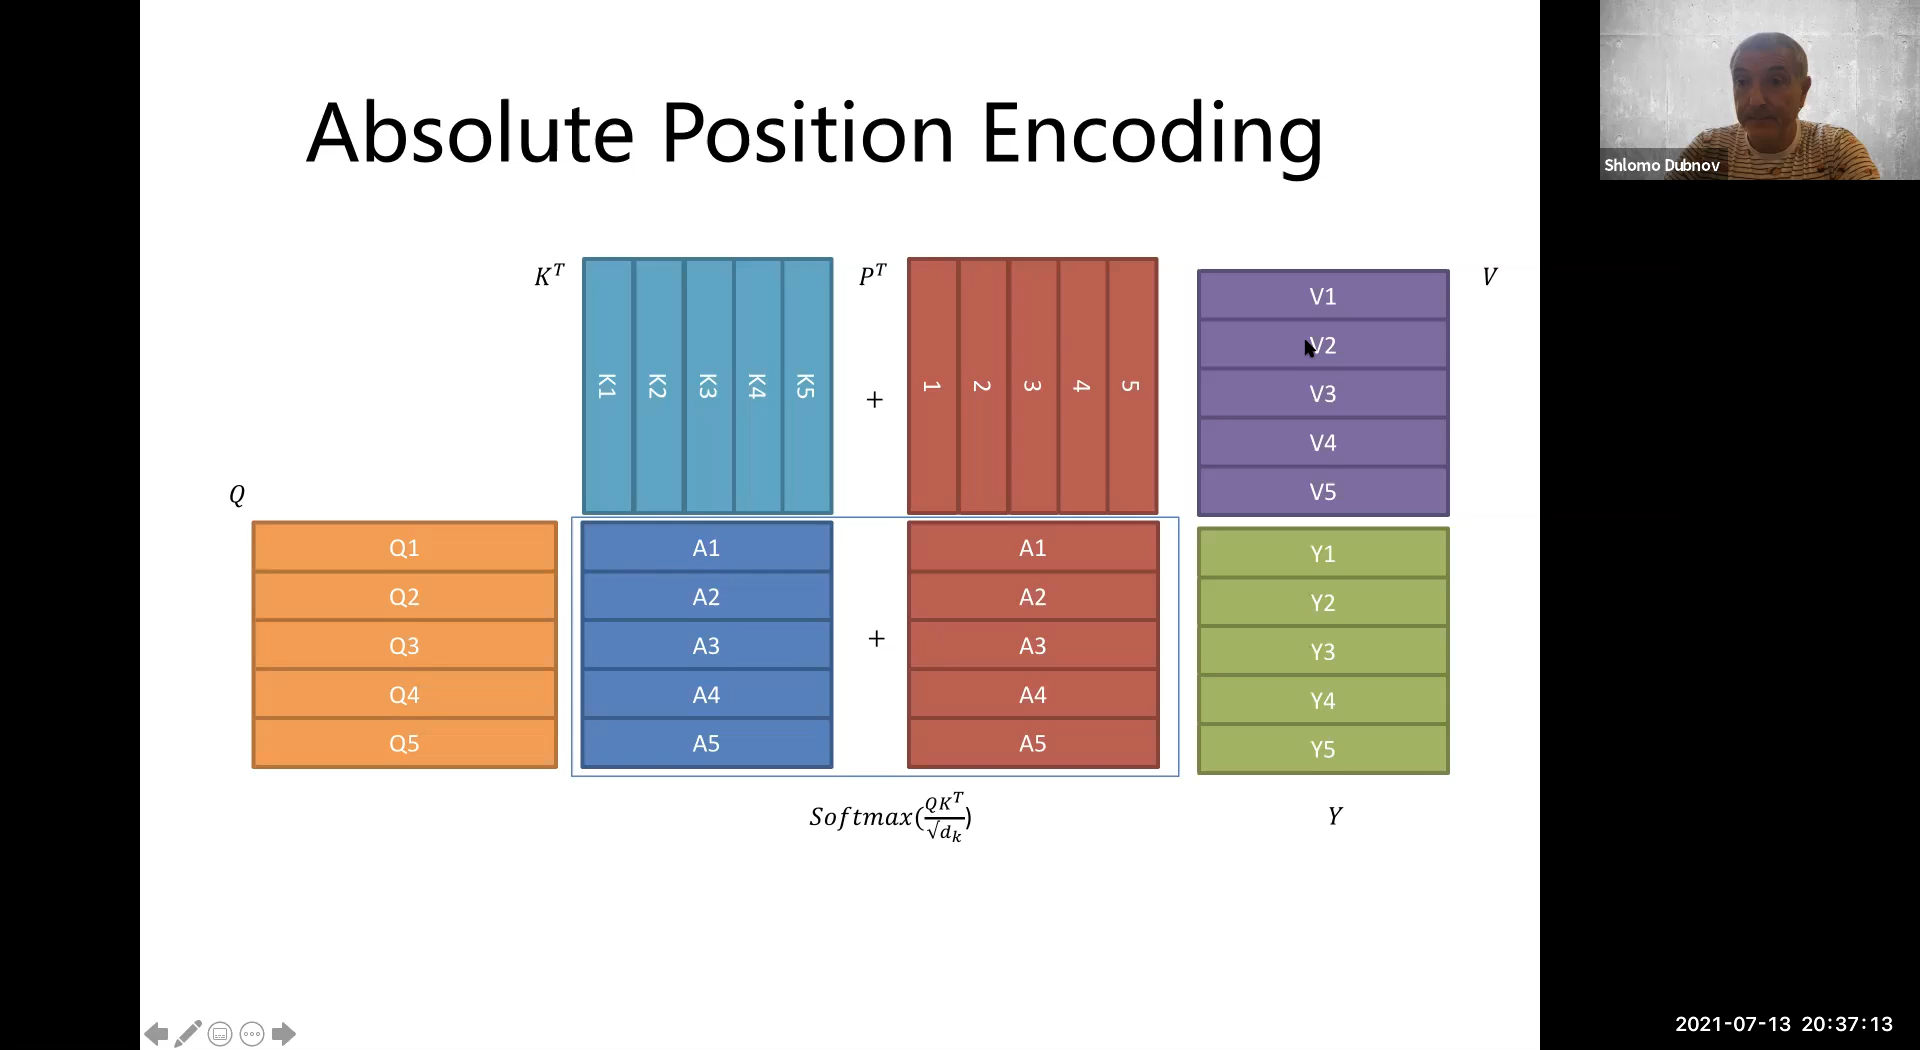 Absolute Position Encoding
Shlomo Dubnov
K^T
P^T
V
K1 K2 K3 K4 K5
+
1 2 3 4 5
V1
V2
V3
V4
V5
Q
Q1
Q2
Q3
Q4
Q5
A1
A2
A3
A4
A5
+
A1
A2
A3
A4
A5
Y1
Y2
Y3
Y4
Y5
Softmax(QK^T/√d_k)
Y
2021-07-13 20:37:13